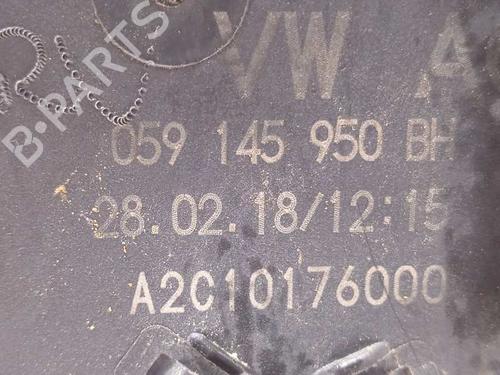 VW A
059 145 950 BH
28.02.18/12:15
A2C10176000
B-PARTS